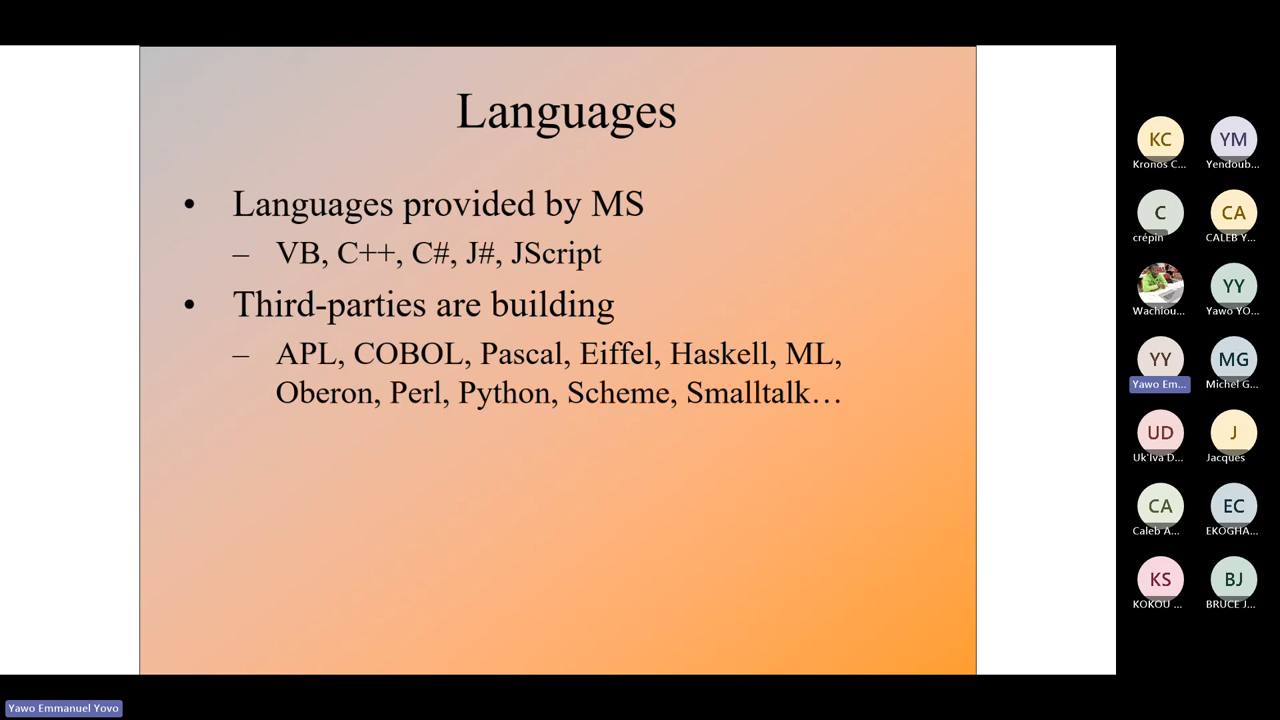 Languages
• Languages provided by MS
– VB, C++, C#, J#, JScript
• Third-parties are building
– APL, COBOL, Pascal, Eiffel, Haskell, ML,
Oberon, Perl, Python, Scheme, Smalltalk…
KC YM
Kronos C... Yendoub...
C CA
crépin CALEB Y...
YY
Wachiou... Yawo YO...
YY MG
Yawo Em... Michel G...
UD J
Uk'lva D... Jacques
CA EC
Caleb A... EKOGHA...
KS BJ
KOKOU ... BRUCE J...
Yawo Emmanuel Yovo